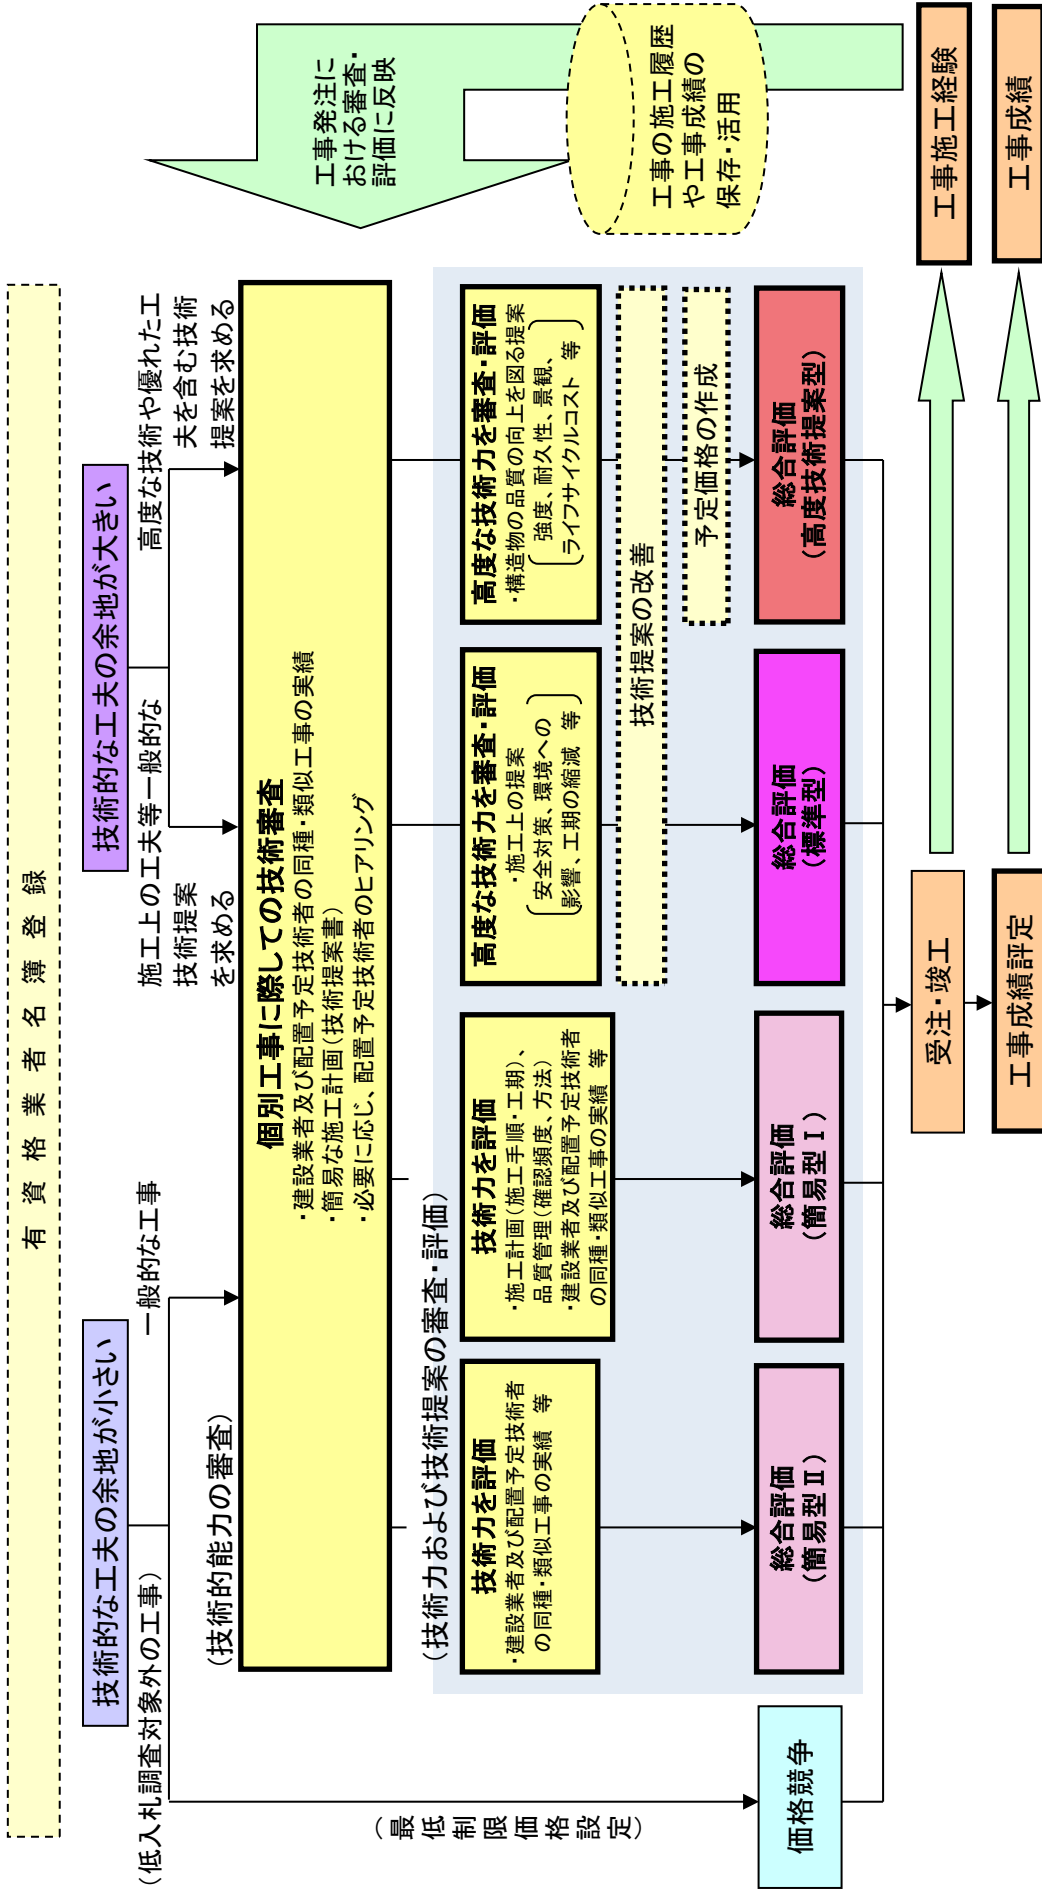 有資格業者名簿登録
技術的な工夫の余地が小さい
技術的な工夫の余地が大きい
(低入札調査対象外の工事)
一般的な工事
施工上の工夫等一般的な
技術提案
を求める
高度な技術や優れた工
夫を含む技術
提案を求める
(技術的能力の審査)
個別工事に際しての技術審査
・建設業者及び配置予定技術者の同種・類似工事の実績
・簡易な施工計画(技術提案書)
・必要に応じ、配置予定技術者のヒアリング
(最低制限価格設定)
(技術力および技術提案の審査・評価)
技術力を評価
・建設業者及び配置予定技術者
の同種・類似工事の実績 等
技術力を評価
・施工計画(施工手順・工期)、
品質管理(確認頻度、方法)
・建設業者及び配置予定技術者
の同種・類似工事の実績 等
高度な技術力を審査・評価
・施工上の提案
安全対策、環境への
影響、工期の縮減 等
高度な技術力を審査・評価
・構造物の品質の向上を図る提案
強度、耐久性、景観、
ライフサイクルコスト 等
技術提案の改善
予定価格の作成
価格競争
総合評価
(簡易型Ⅱ)
総合評価
(簡易型Ⅰ)
総合評価
(標準型)
総合評価
(高度技術提案型)
受注・竣工
工事成績評定
工事施工経験
工事成績
工事発注に
おける審査・
評価に反映
工事の施工履歴
や工事成績の
保存・活用